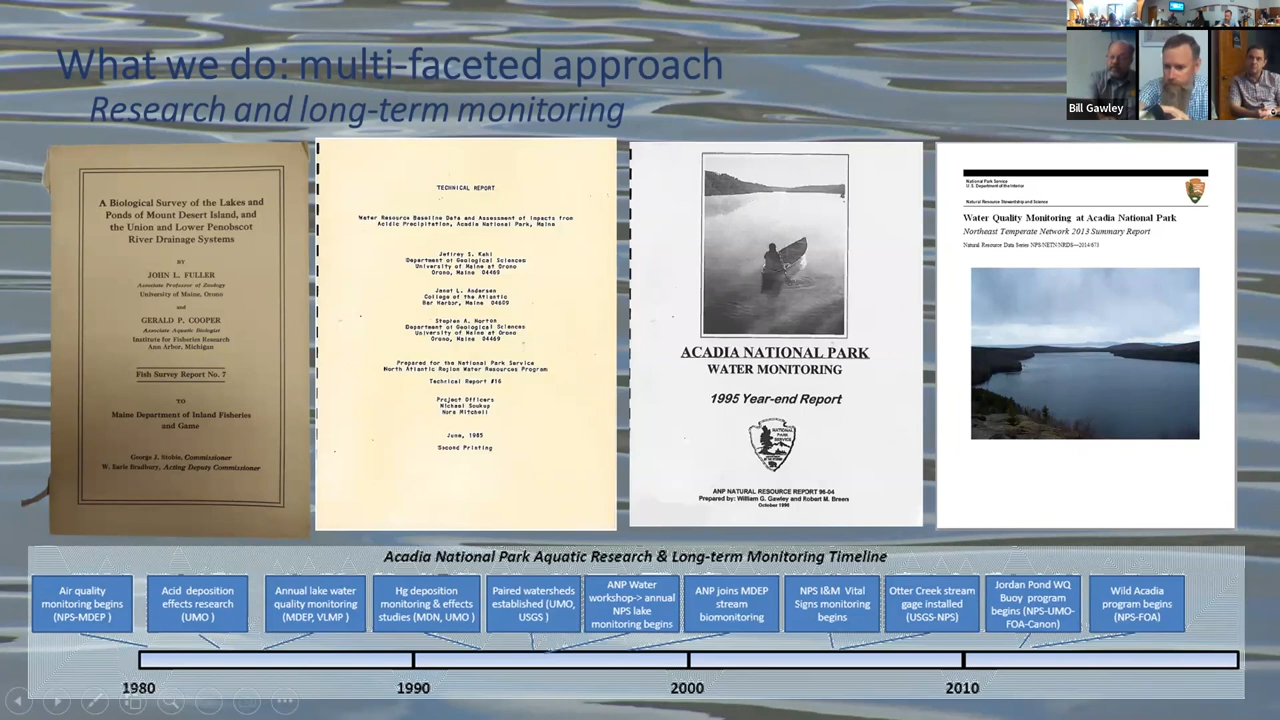 What we do: multi-faceted approach
Research and long-term monitoring
Bill Gawley
A Biological Survey of the Lakes and
Ponds of Mount Desert Island, and
the Union and Lower Penobscot
River Drainage Systems
BY
JOHN L. FULLER
Associate Professor of Zoology
University of Maine, Orono
and
GERALD P. COOPER
Associate Aquatic Biologist
Institute for Fisheries Research
Ann Arbor, Michigan
Fish Survey Report No. 7
TO
Maine Department of Inland Fisheries
and Game
George J. Stobie, Commissioner
W. Earle Bradbury, Acting Deputy Commissioner
TECHNICAL REPORT
Water Resource Baseline Data and Assessment of Impacts from
Acidic Precipitation, Acadia National Park, Maine
Jeffrey S. Kahl
Department of Geological Sciences
University of Maine at Orono
Orono, Maine 04469
Janet L. Andersen
College of the Atlantic
Bar Harbor, Maine 04609
Stephen A. Norton
Department of Geological Sciences
University of Maine at Orono
Orono, Maine 04469
Prepared for the National Park Service
North Atlantic Region Water Resources Program
Technical Report #16
Project Officers
Michael Soukup
Nora Mitchell
June, 1985
Second Printing
ACADIA NATIONAL PARK
WATER MONITORING
1995 Year-end Report
NATIONAL
PARK
SERVICE
ANP NATURAL RESOURCE REPORT 96-04
Prepared by: William G. Gawley and Robert M. Breen
October 1996
National Park Service
U.S. Department of the Interior
Natural Resource Stewardship and Science
Water Quality Monitoring at Acadia National Park
Northeast Temperate Network 2013 Summary Report
Natural Resource Data Series NPS/NETN/NRDS—2014/673
Acadia National Park Aquatic Research & Long-term Monitoring Timeline
Air quality
monitoring begins
(NPS-MDEP )
Acid deposition
effects research
(UMO )
Annual lake water
quality monitoring
(MDEP, VLMP )
Hg deposition
monitoring & effects
studies (MDN, UMO )
Paired watersheds
established (UMO,
USGS )
ANP Water
workshop-> annual
NPS lake
monitoring begins
ANP joins MDEP
stream
biomonitoring
NPS I&M Vital
Signs monitoring
begins
Otter Creek stream
gage installed
(USGS-NPS)
Jordan Pond WQ
Buoy program
begins (NPS-UMO-
FOA-Canon)
Wild Acadia
program begins
(NPS-FOA)
1980
1990
2000
2010